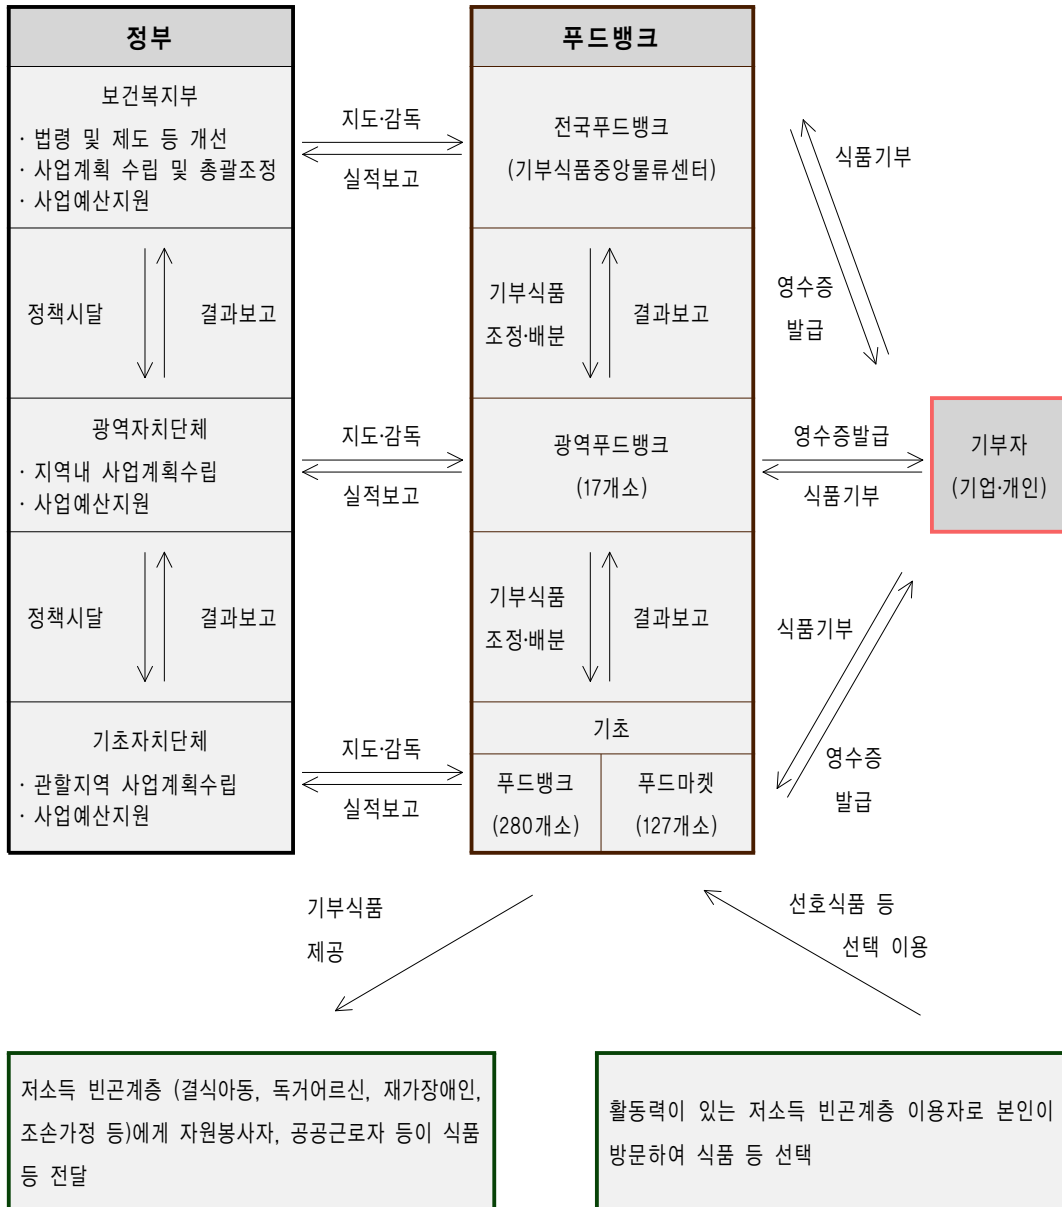 정부
보건복지부
· 법령 및 제도 등 개선
· 사업계획 수립 및 총괄조정
· 사업예산지원
정책시달
결과보고
광역자치단체
· 지역내 사업계획수립
· 사업예산지원
정책시달
결과보고
기초자치단체
· 관할지역 사업계획수립
· 사업예산지원
지도·감독
실적보고
지도·감독
실적보고
지도·감독
실적보고
푸드뱅크
전국푸드뱅크
(기부식품중앙물류센터)
기부식품
조정·배분
결과보고
광역푸드뱅크
(17개소)
기부식품
조정·배분
결과보고
기초
푸드뱅크
(280개소)
푸드마켓
(127개소)
식품기부
영수증
발급
영수증발급
식품기부
기부자
(기업·개인)
식품기부
영수증
발급
기부식품
제공
선호식품 등
선택 이용
저소득 빈곤계층 (결식아동, 독거어르신, 재가장애인,
조손가정 등)에게 자원봉사자, 공공근로자 등이 식품
등 전달
활동력이 있는 저소득 빈곤계층 이용자로 본인이
방문하여 식품 등 선택